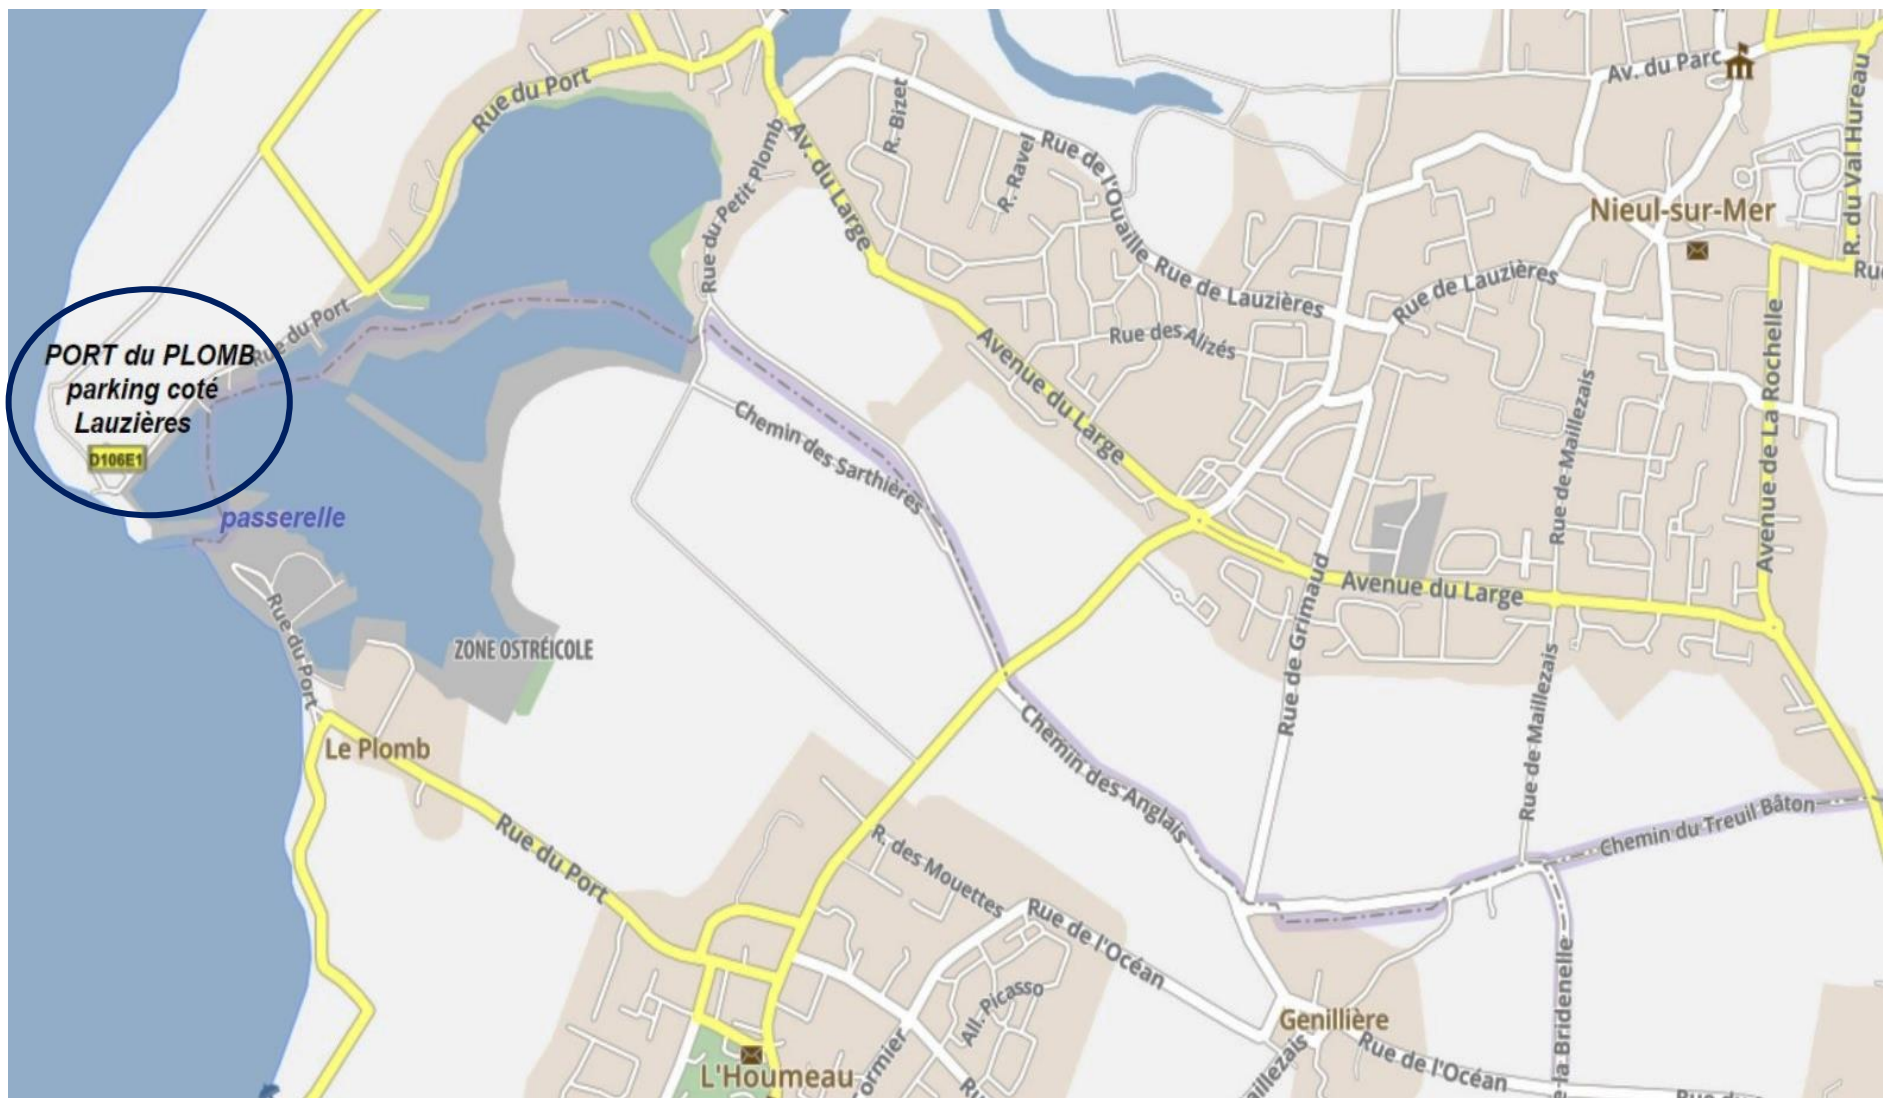 Rue du Port
Av. du Parc
R. du Val Hureau
R. Bizet
Rue du Petit Plomb
Av. du Large
R. Ravel
Rue de l'Ouaille
Nieul-sur-Mer
Rue de Lauzières
Rue de Lauzières
Rue du Port
Rue des Alizés
Avenue du Large
PORT du PLOMB
parking coté
Lauzières
D106E1
passerelle
Chemin des Sarthières
Rue de Maillezais
Avenue de La Rochelle
Avenue du Large
Rue de Grimaud
Rue du Port
ZONE OSTRÉICOLE
Le Plomb
Chemin des Anglais
Rue de Maillezais
Chemin du Treuil Bâton
Rue du Port
R. des Mouettes
Rue de l'Océan
All. Picasso
Genillière
Rue de l'Océan
L'Houmeau